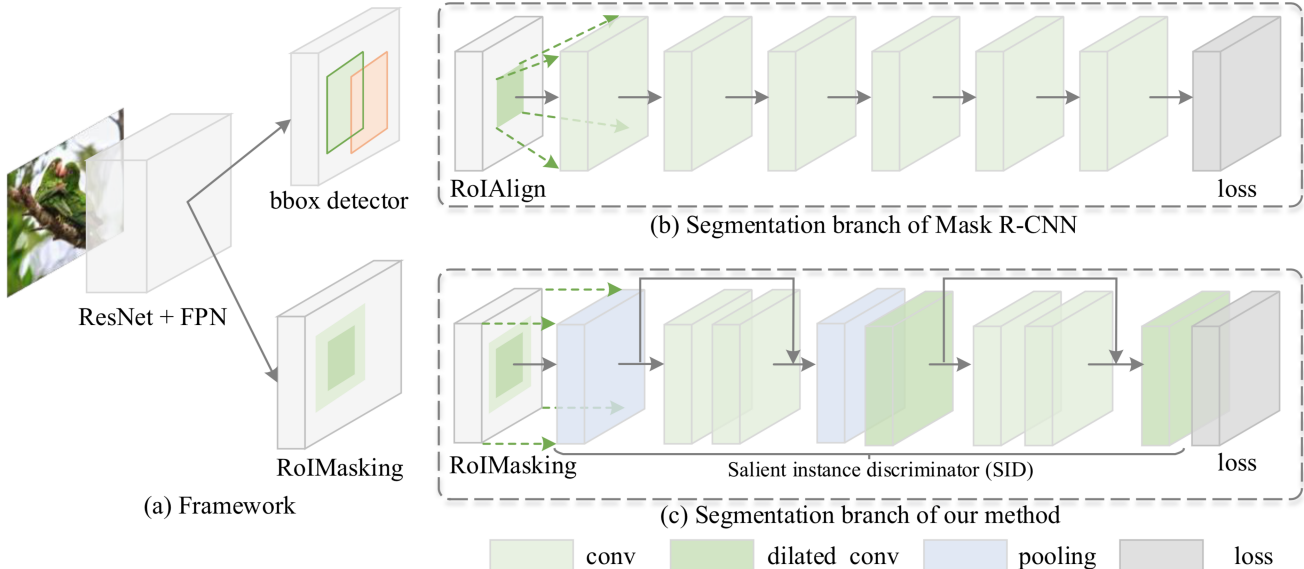 bbox detector
ResNet + FPN
RoIMasking
(a) Framework
RoIAlign
loss
(b) Segmentation branch of Mask R-CNN
RoIMasking
Salient instance discriminator (SID)
loss
(c) Segmentation branch of our method
conv dilated conv pooling loss